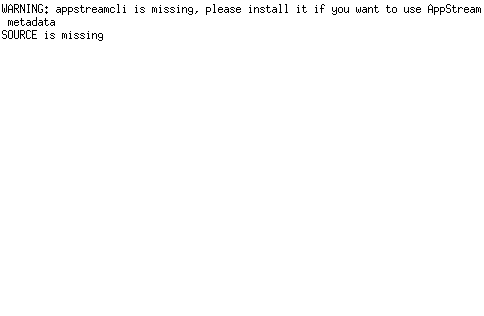 WARNING: appstreamcli is missing, please install it if you want to use AppStream
metadata
SOURCE is missing